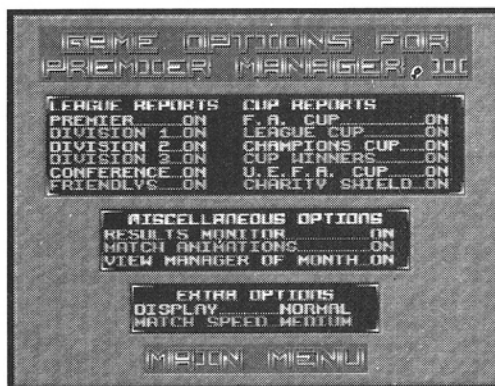 GAME OPTIONS FOR
PREMIER MANAGER II
LEAGUE REPORTS CUP REPORTS
PREMIER.....ON F.A. CUP......ON
DIVISION 1 ON LEAGUE CUP....ON
DIVISION 2 ON CHAMPIONS CUP..ON
DIVISION 3 ON CUP WINNERS...ON
CONFERENCE..ON U.E.F.A. CUP...ON
FRIENDLYS...ON CHARITY SHIELD ON
MISCELLANEOUS OPTIONS
RESULTS MONITOR..........ON
MATCH ANIMATIONS.........ON
VIEW MANAGER OF MONTH ON
EXTRA OPTIONS
DISPLAY.......NORMAL
MATCH SPEED MEDIUM
MAIN MENU